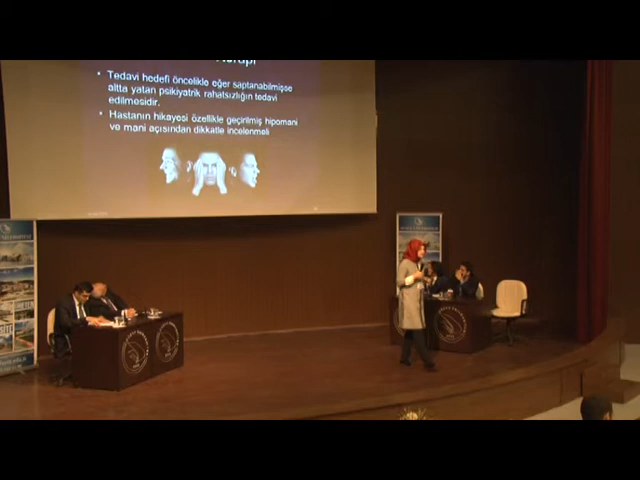 • Tedavi hedefi öncelikle eğer saptanabilmişse
altta yatan psikiyatrik rahatsızlığın tedavi
edilmesidir.
• Hastanın hikayesi özellikle geçirilmiş hipomani
ve mani açısından dikkatle incelenmeli